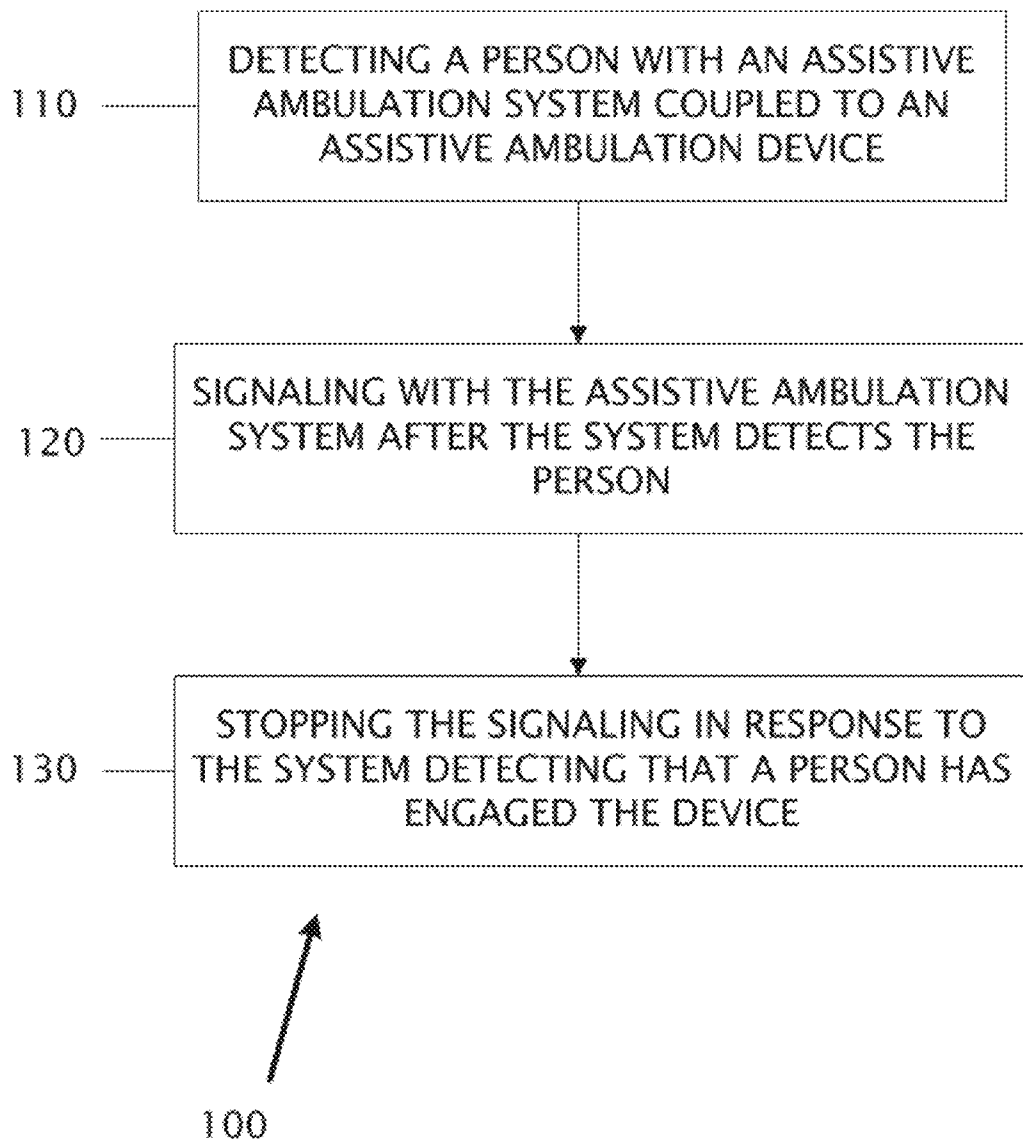 110
DETECTING A PERSON WITH AN ASSISTIVE
AMBULATION SYSTEM COUPLED TO AN
ASSISTIVE AMBULATION DEVICE
120
SIGNALING WITH THE ASSISTIVE AMBULATION
SYSTEM AFTER THE SYSTEM DETECTS THE
PERSON
130
STOPPING THE SIGNALING IN RESPONSE TO
THE SYSTEM DETECTING THAT A PERSON HAS
ENGAGED THE DEVICE
100